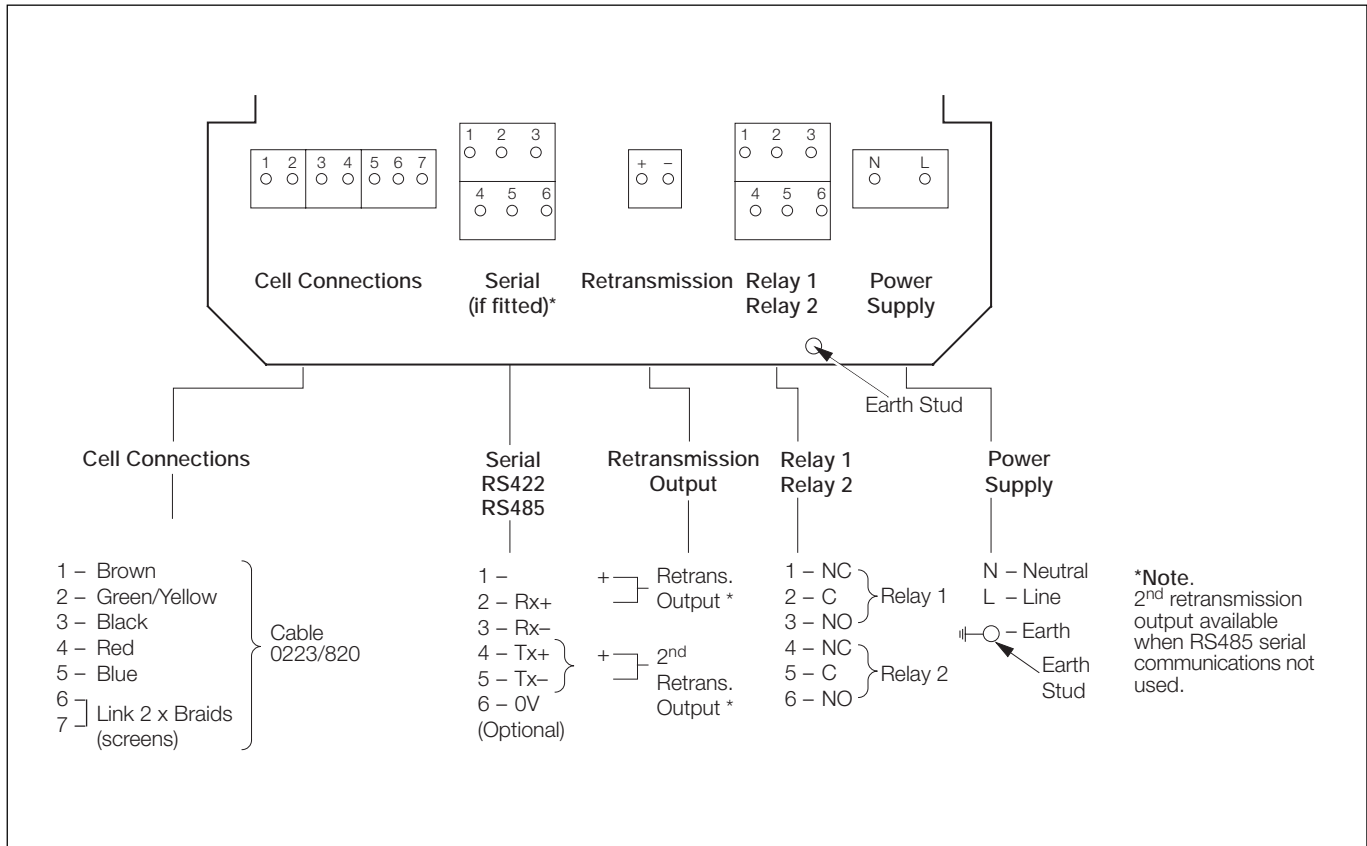 1 2 3 4 5 6 7
1 2 3
4 5 6
+ −
1 2 3
4 5 6
N L
Cell Connections
Serial
(if fitted)*
Retransmission
Relay 1
Relay 2
Power
Supply
Earth Stud
Cell Connections
1 – Brown
2 – Green/Yellow
3 – Black
4 – Red
5 – Blue
6
7
Link 2 x Braids
(screens)
Cable
0223/820
Serial
RS422
RS485
1 –
2 – Rx+
3 – Rx–
4 – Tx+
5 – Tx–
6 – 0V
(Optional)
Retransmission
Output
+
Retrans.
Output *
+
2nd
Retrans.
Output *
Relay 1
Relay 2
1 – NC
2 – C
3 – NO
Relay 1
4 – NC
5 – C
6 – NO
Relay 2
Power
Supply
N – Neutral
L – Line
– Earth
Earth
Stud
*Note.
2nd retransmission
output available
when RS485 serial
communications not
used.